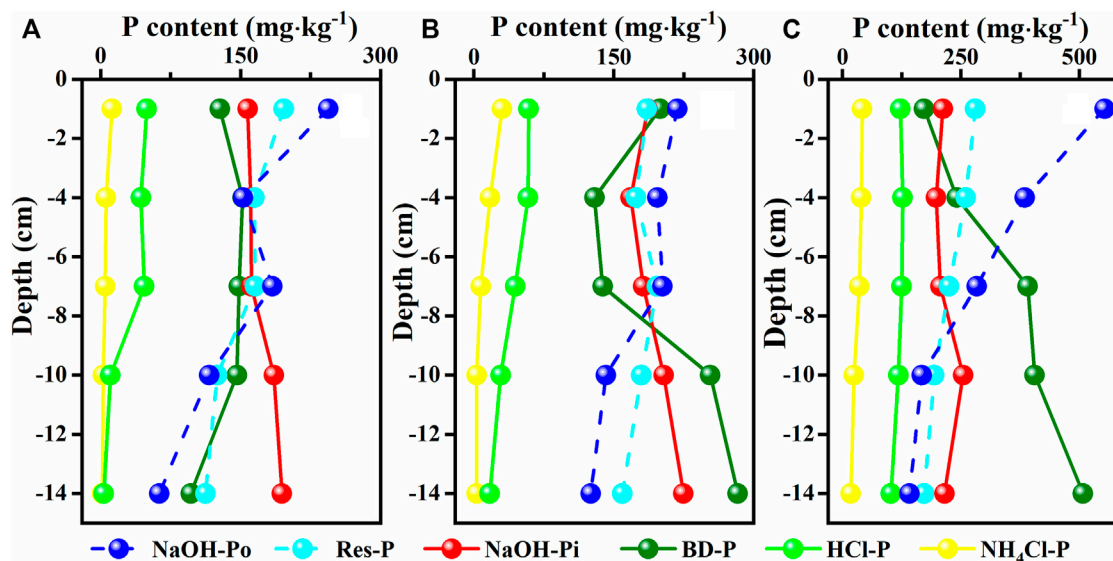 A P content (mg·kg⁻¹) B P content (mg·kg⁻¹) C P content (mg·kg⁻¹)
0 150 300 0 150 300 0 250 500
Depth (cm) 0 -2 -4 -6 -8 -10 -12 -14
Depth (cm) 0 -2 -4 -6 -8 -10 -12 -14
Depth (cm) 0 -2 -4 -6 -8 -10 -12 -14
NaOH-Po Res-P NaOH-Pi BD-P HCl-P NH₄Cl-P